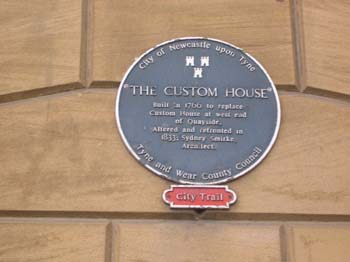 City of Newcastle upon Tyne
"THE CUSTOM HOUSE"
Built in 1766 to replace
Custom House at west end
of Quayside.
Altered and refronted in
1833; Sydney Smirke,
Architect.
Tyne and Wear County Council
City Trail